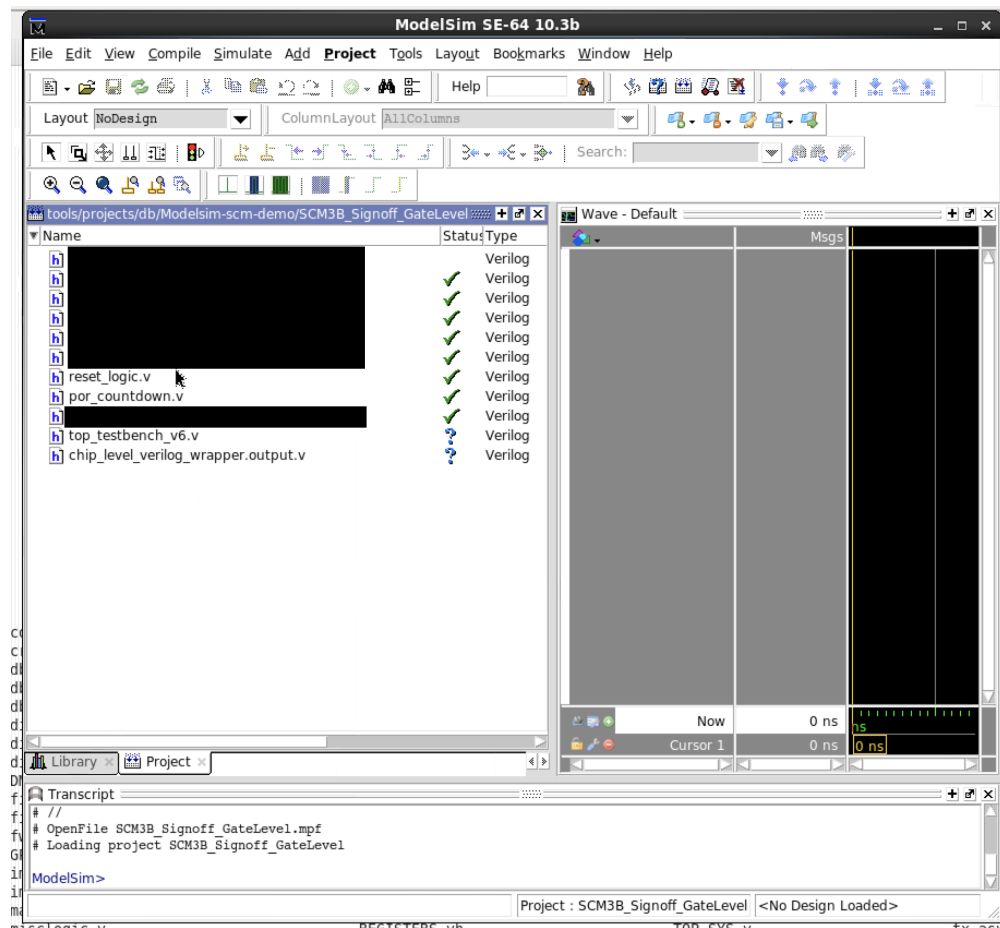 ModelSim SE-64 10.3b
File Edit View Compile Simulate Add Project Tools Layout Bookmarks Window Help
Help
Layout NoDesign ColumnLayout AllColumns
Search:
tools/projects/db/Modelsim-scm-demo/SCM3B_Signoff_GateLevel
Wave - Default
Name Status Type
Msgs
Verilog
Verilog
Verilog
Verilog
Verilog
Verilog
reset_logic.v Verilog
por_countdown.v Verilog
Verilog
top_testbench_v6.v ? Verilog
chip_level_verilog_wrapper.output.v ? Verilog
Now 0 ns
ns
Cursor 1 0 ns 0 ns
Library Project
Transcript
# //
# OpenFile SCM3B_Signoff_GateLevel.mpf
# Loading project SCM3B_Signoff_GateLevel
ModelSim>
Project : SCM3B_Signoff_GateLevel <No Design Loaded>